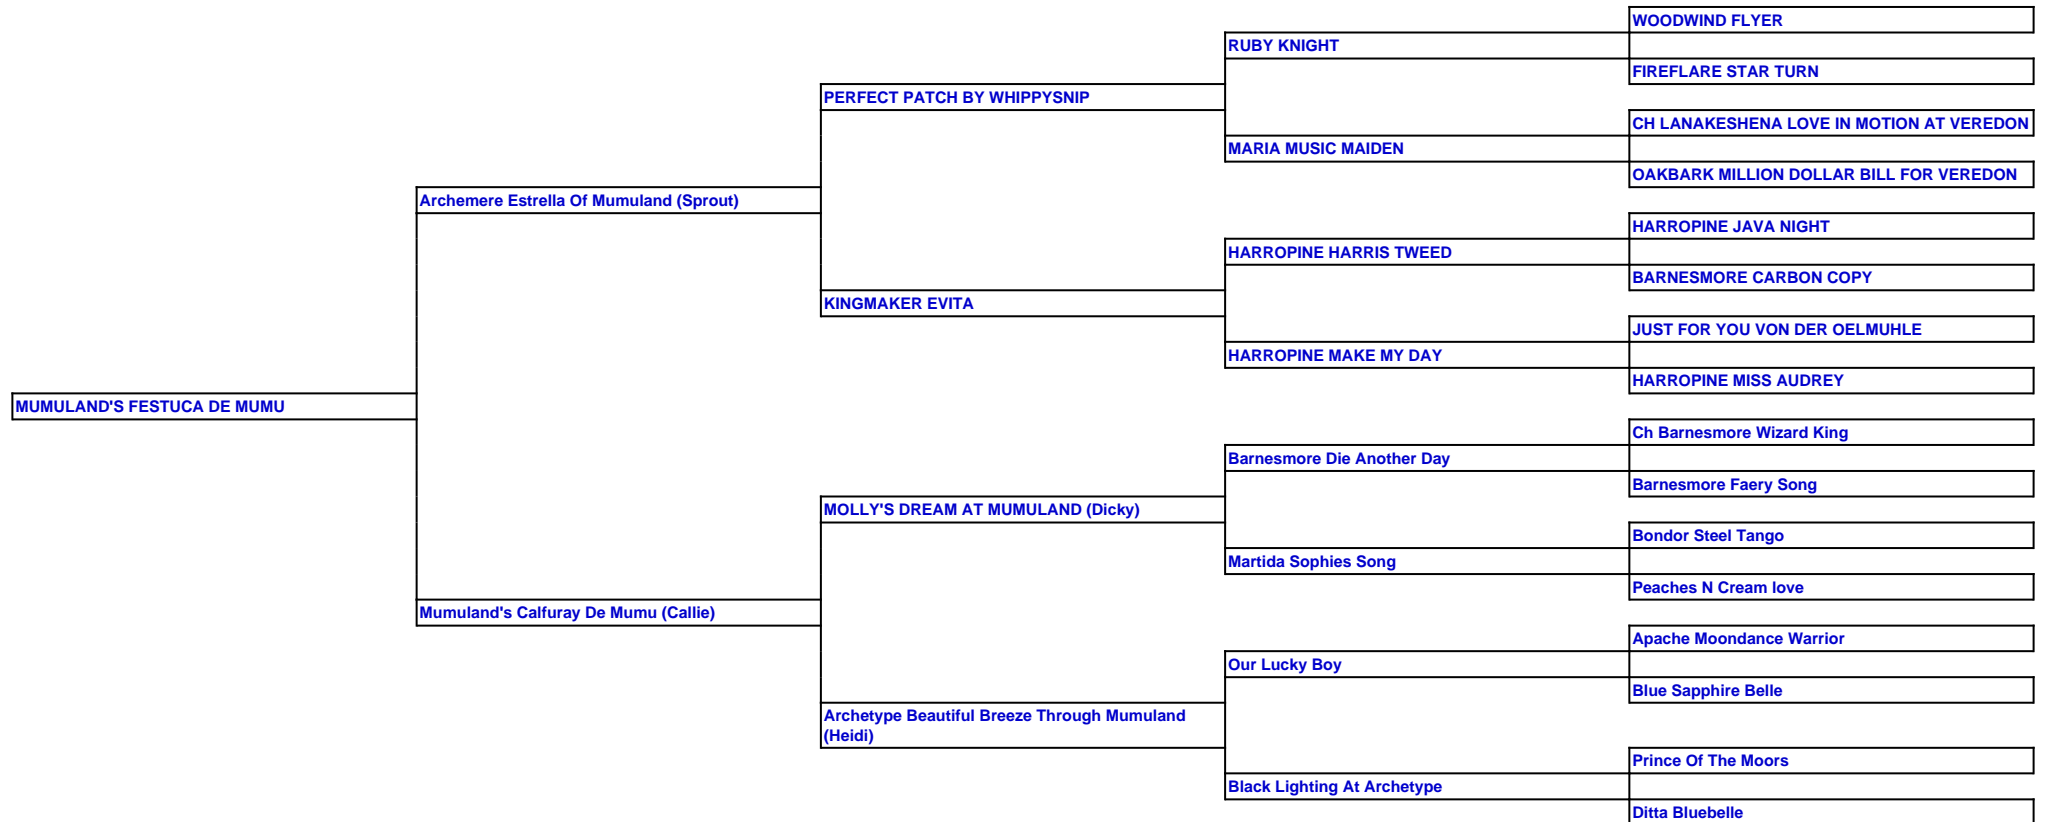 WOODWIND FLYER
RUBY KNIGHT
FIREFLARE STAR TURN
PERFECT PATCH BY WHIPPYSNIP
CH LANAKESHENA LOVE IN MOTION AT VEREDON
MARIA MUSIC MAIDEN
OAKBARK MILLION DOLLAR BILL FOR VEREDON
Archemere Estrella Of Mumuland (Sprout)
HARROPINE JAVA NIGHT
HARROPINE HARRIS TWEED
BARNESMORE CARBON COPY
KINGMAKER EVITA
JUST FOR YOU VON DER OELMUHLE
HARROPINE MAKE MY DAY
HARROPINE MISS AUDREY
MUMULAND'S FESTUCA DE MUMU
Ch Barnesmore Wizard King
Barnesmore Die Another Day
Barnesmore Faery Song
MOLLY'S DREAM AT MUMULAND (Dicky)
Bondor Steel Tango
Martida Sophies Song
Peaches N Cream love
Mumuland's Calfuray De Mumu (Callie)
Apache Moondance Warrior
Our Lucky Boy
Blue Sapphire Belle
Archetype Beautiful Breeze Through Mumuland
(Heidi)
Prince Of The Moors
Black Lighting At Archetype
Ditta Bluebelle